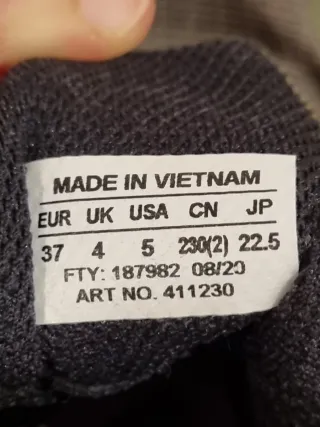 MADE IN VIETNAM
EUR UK USA CN JP
37 4 5 230(2) 22.5
FTY: 187982 08/20
ART NO. 411230